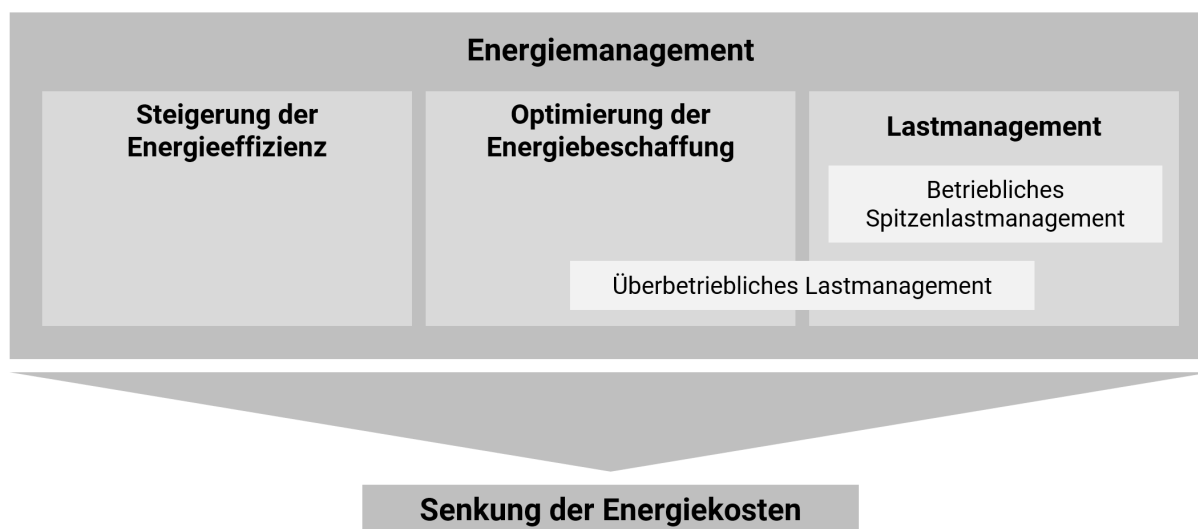 Energiemanagement
Steigerung der
Energieeffizienz
Optimierung der
Energiebeschaffung
Lastmanagement
Betriebliches
Spitzenlastmanagement
Überbetriebliches Lastmanagement
Senkung der Energiekosten